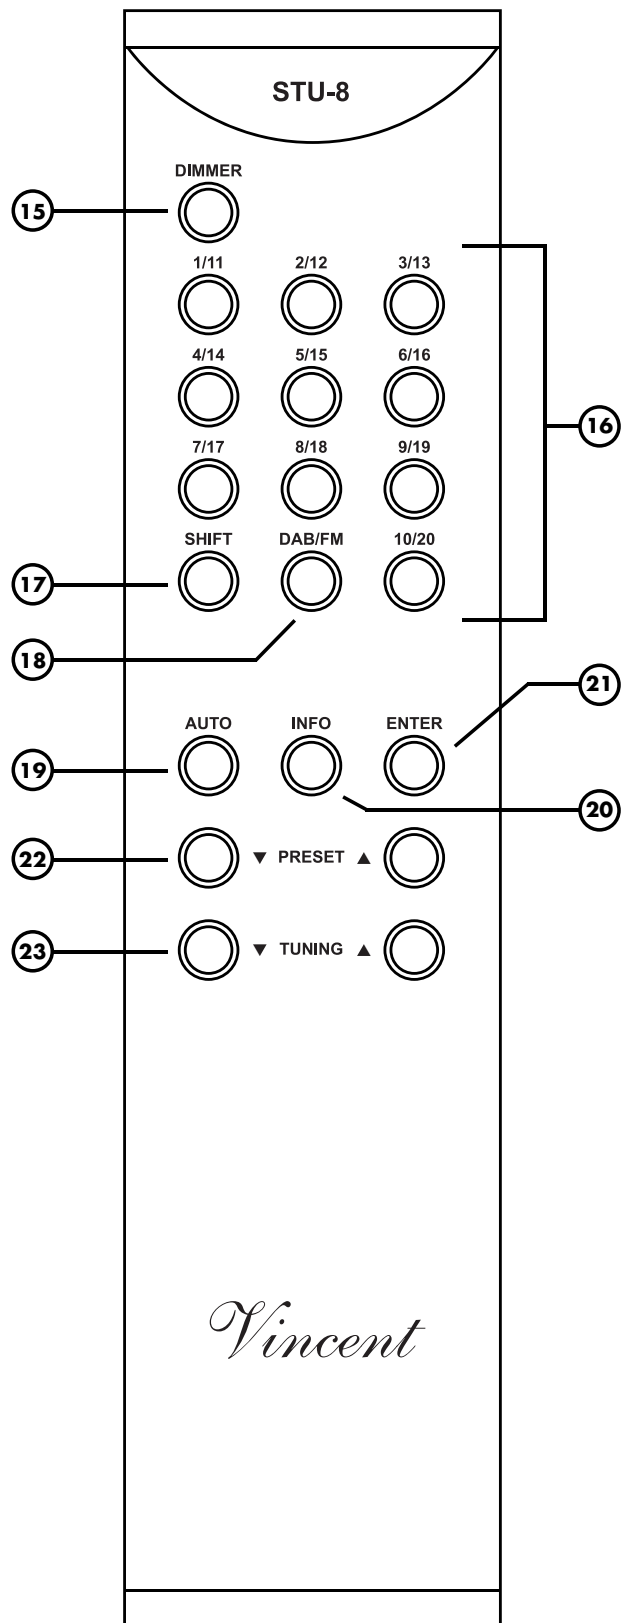 STU-8
DIMMER
15
1/11 2/12 3/13
4/14 5/15 6/16
16
7/17 8/18 9/19
SHIFT DAB/FM 10/20
17
18
21
AUTO INFO ENTER
19
20
22 ▼ PRESET ▲
23 ▼ TUNING ▲
Vincent